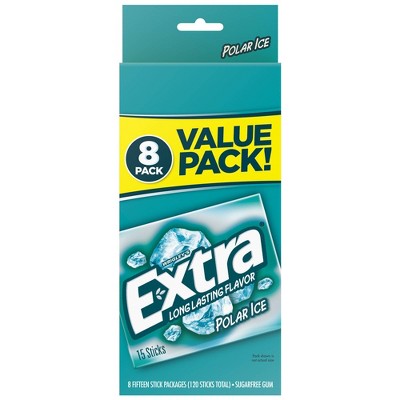 POLAR ICE
8
PACK
VALUE
PACK!
WRIGLEY'S
Extra
LONG LASTING FLAVOR
POLAR ICE
15 Sticks
8 FIFTEEN STICK PACKAGES (120 STICKS TOTAL) • SUGARFREE GUM